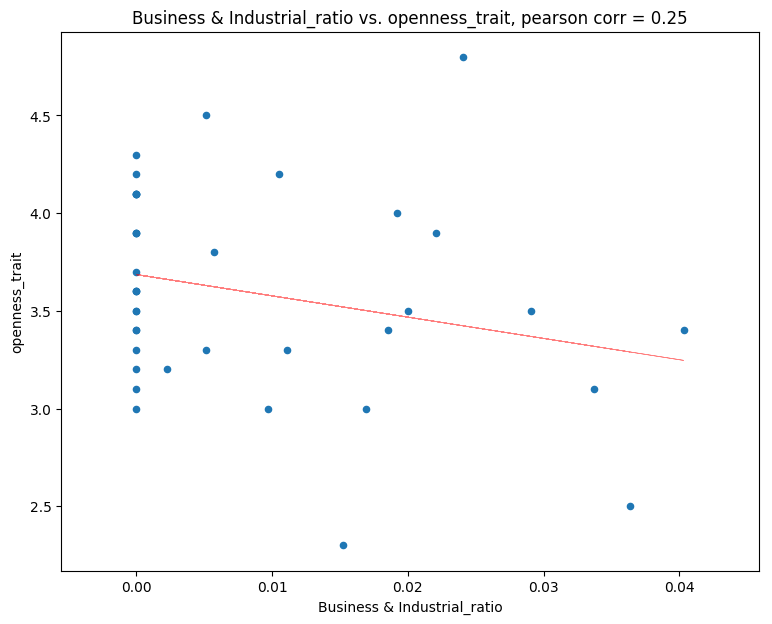 Business & Industrial_ratio vs. openness_trait, pearson corr = 0.25
4.5
4.0
3.5
3.0
2.5
openness_trait
0.00 0.01 0.02 0.03 0.04
Business & Industrial_ratio